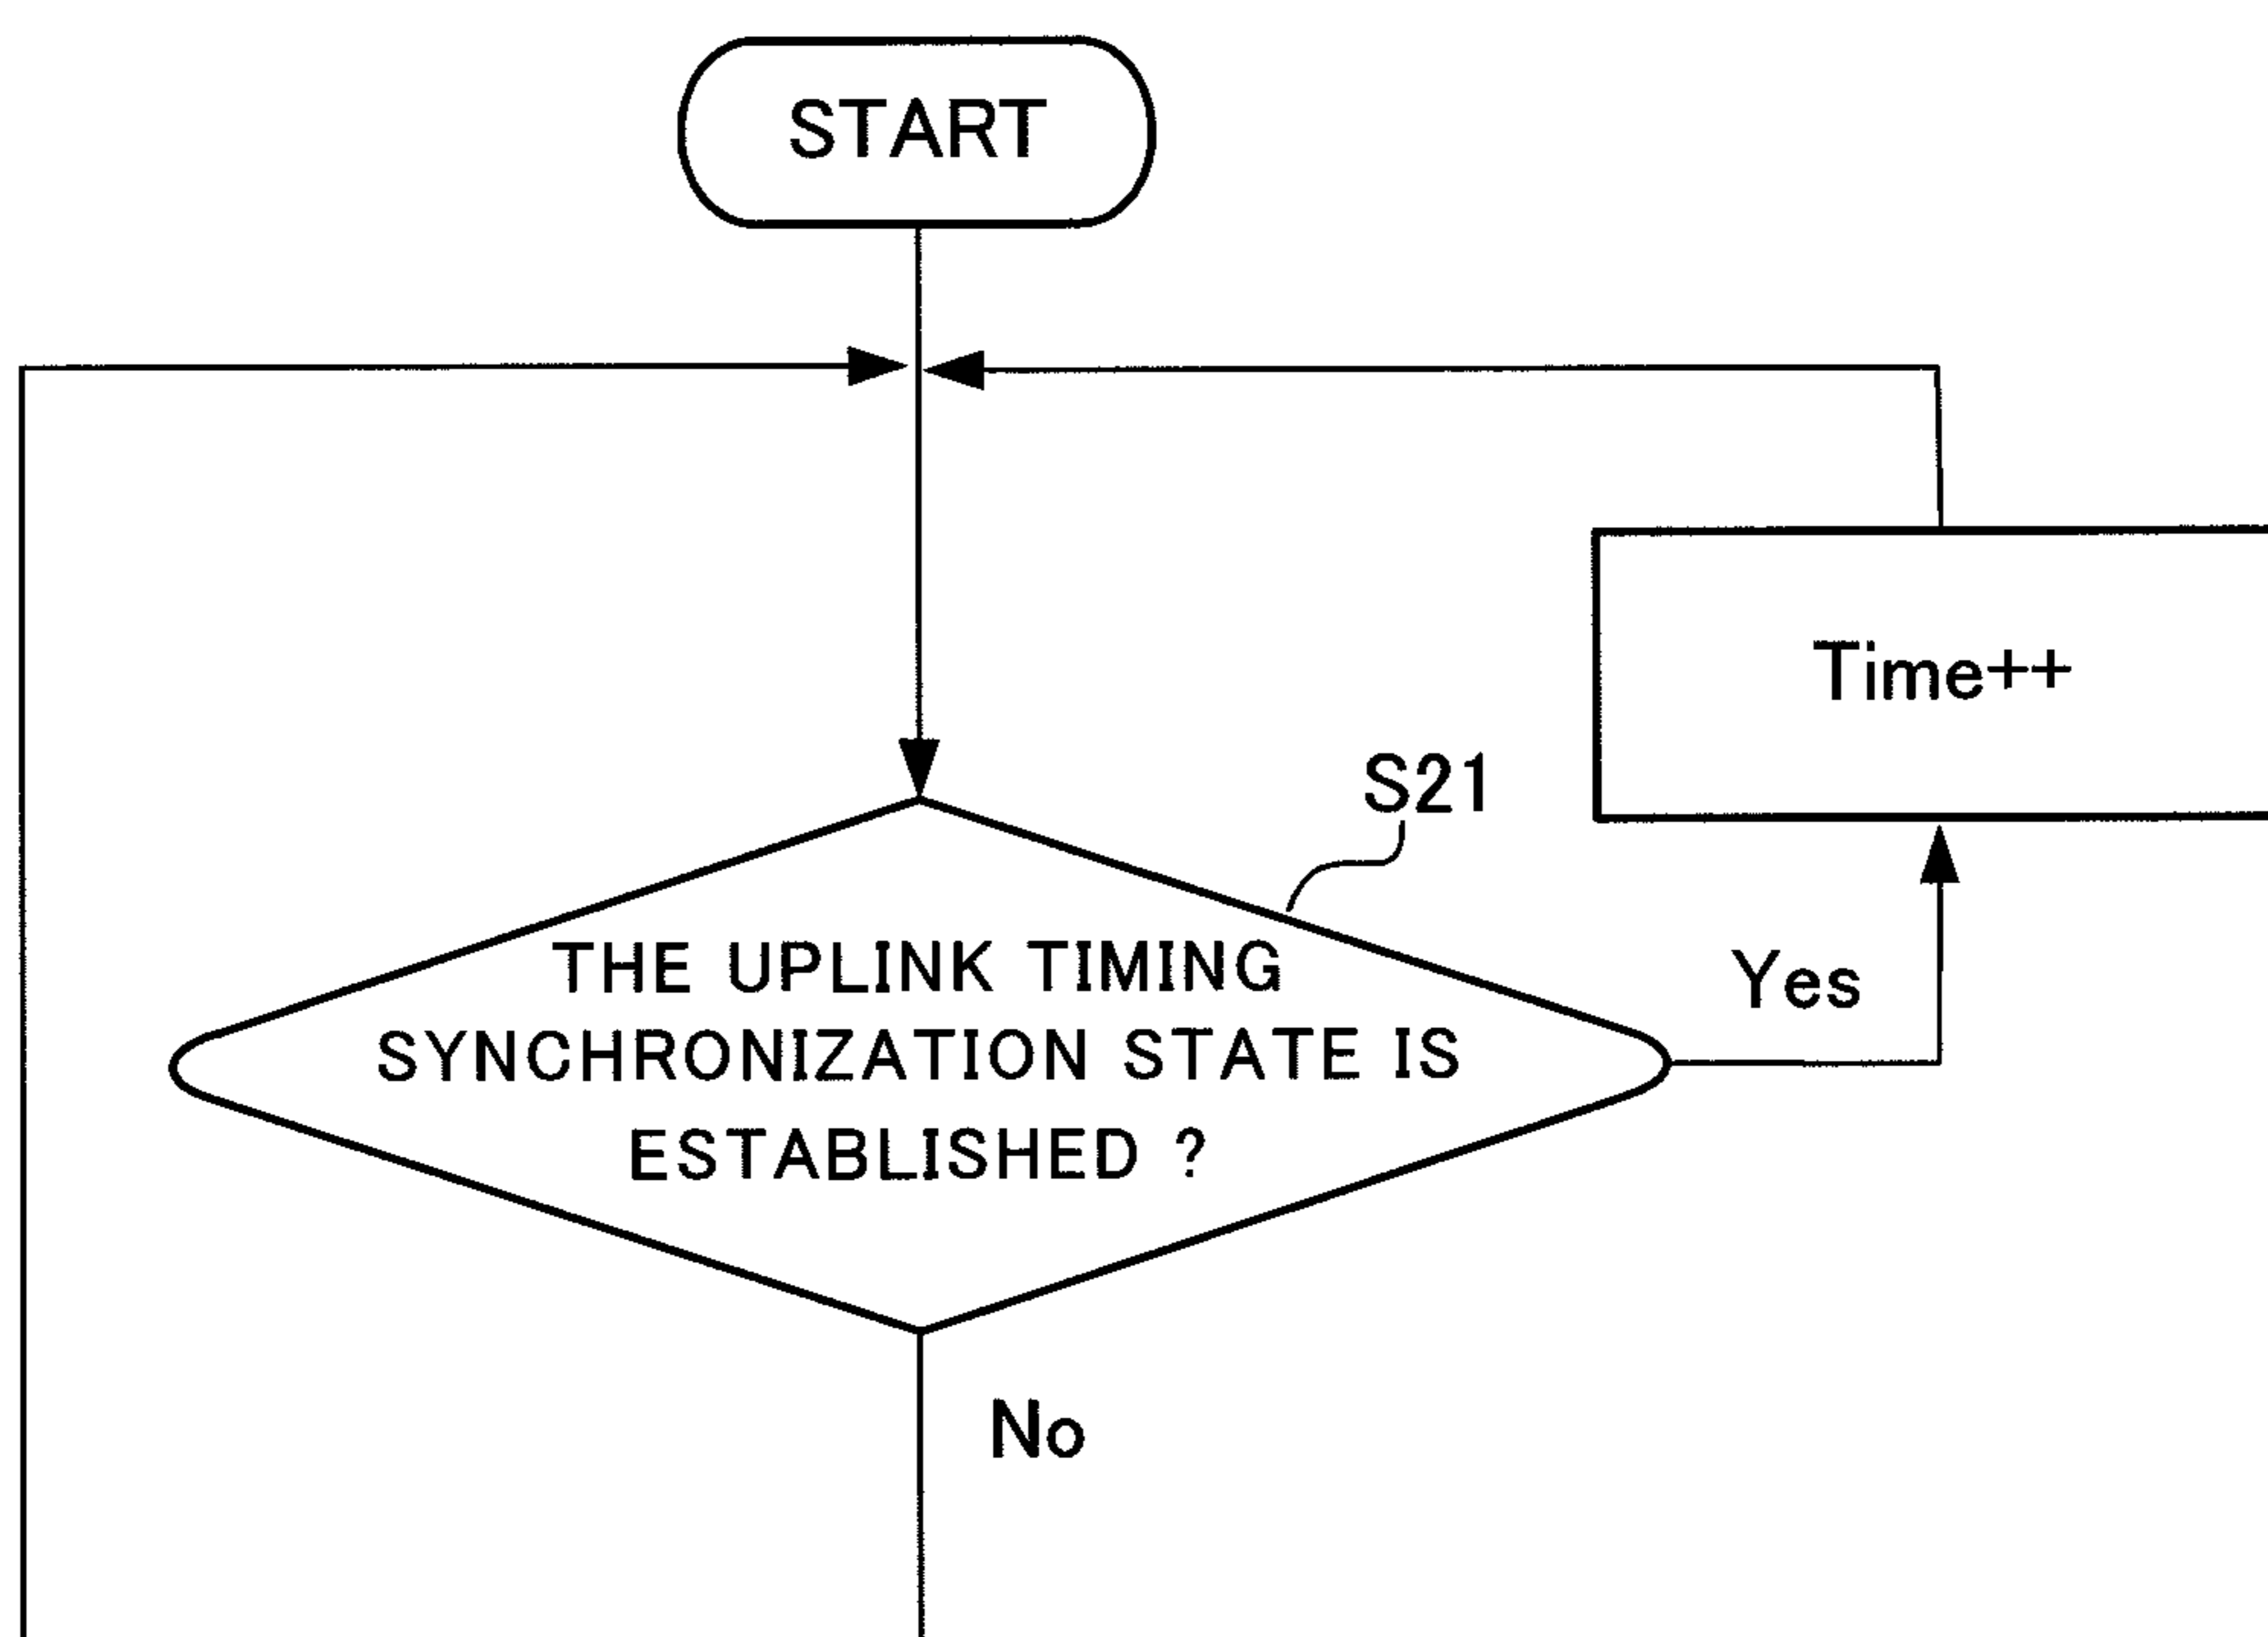 START
Time++
S21
THE UPLINK TIMING
SYNCHRONIZATION STATE IS
ESTABLISHED ?
Yes
No